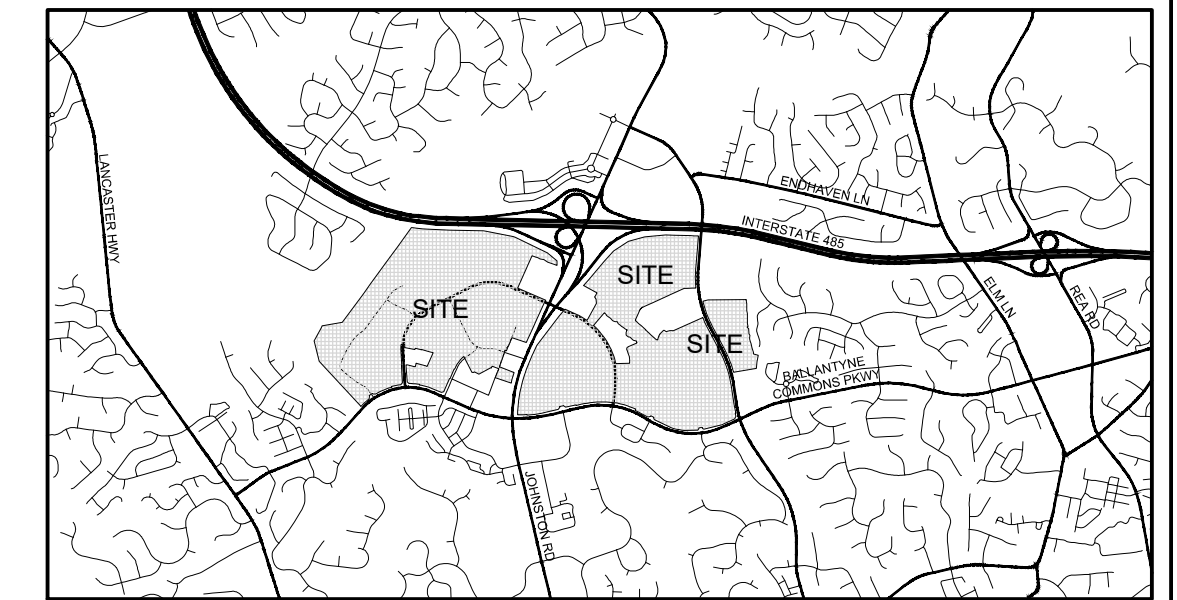 LANCASTER HWY
ENDHAVEN LN
INTERSTATE 485
SITE
SITE
SITE
ELM LN
REA RD
BALLANTYNE
COMMONS PKWY
JOHNSTON RD